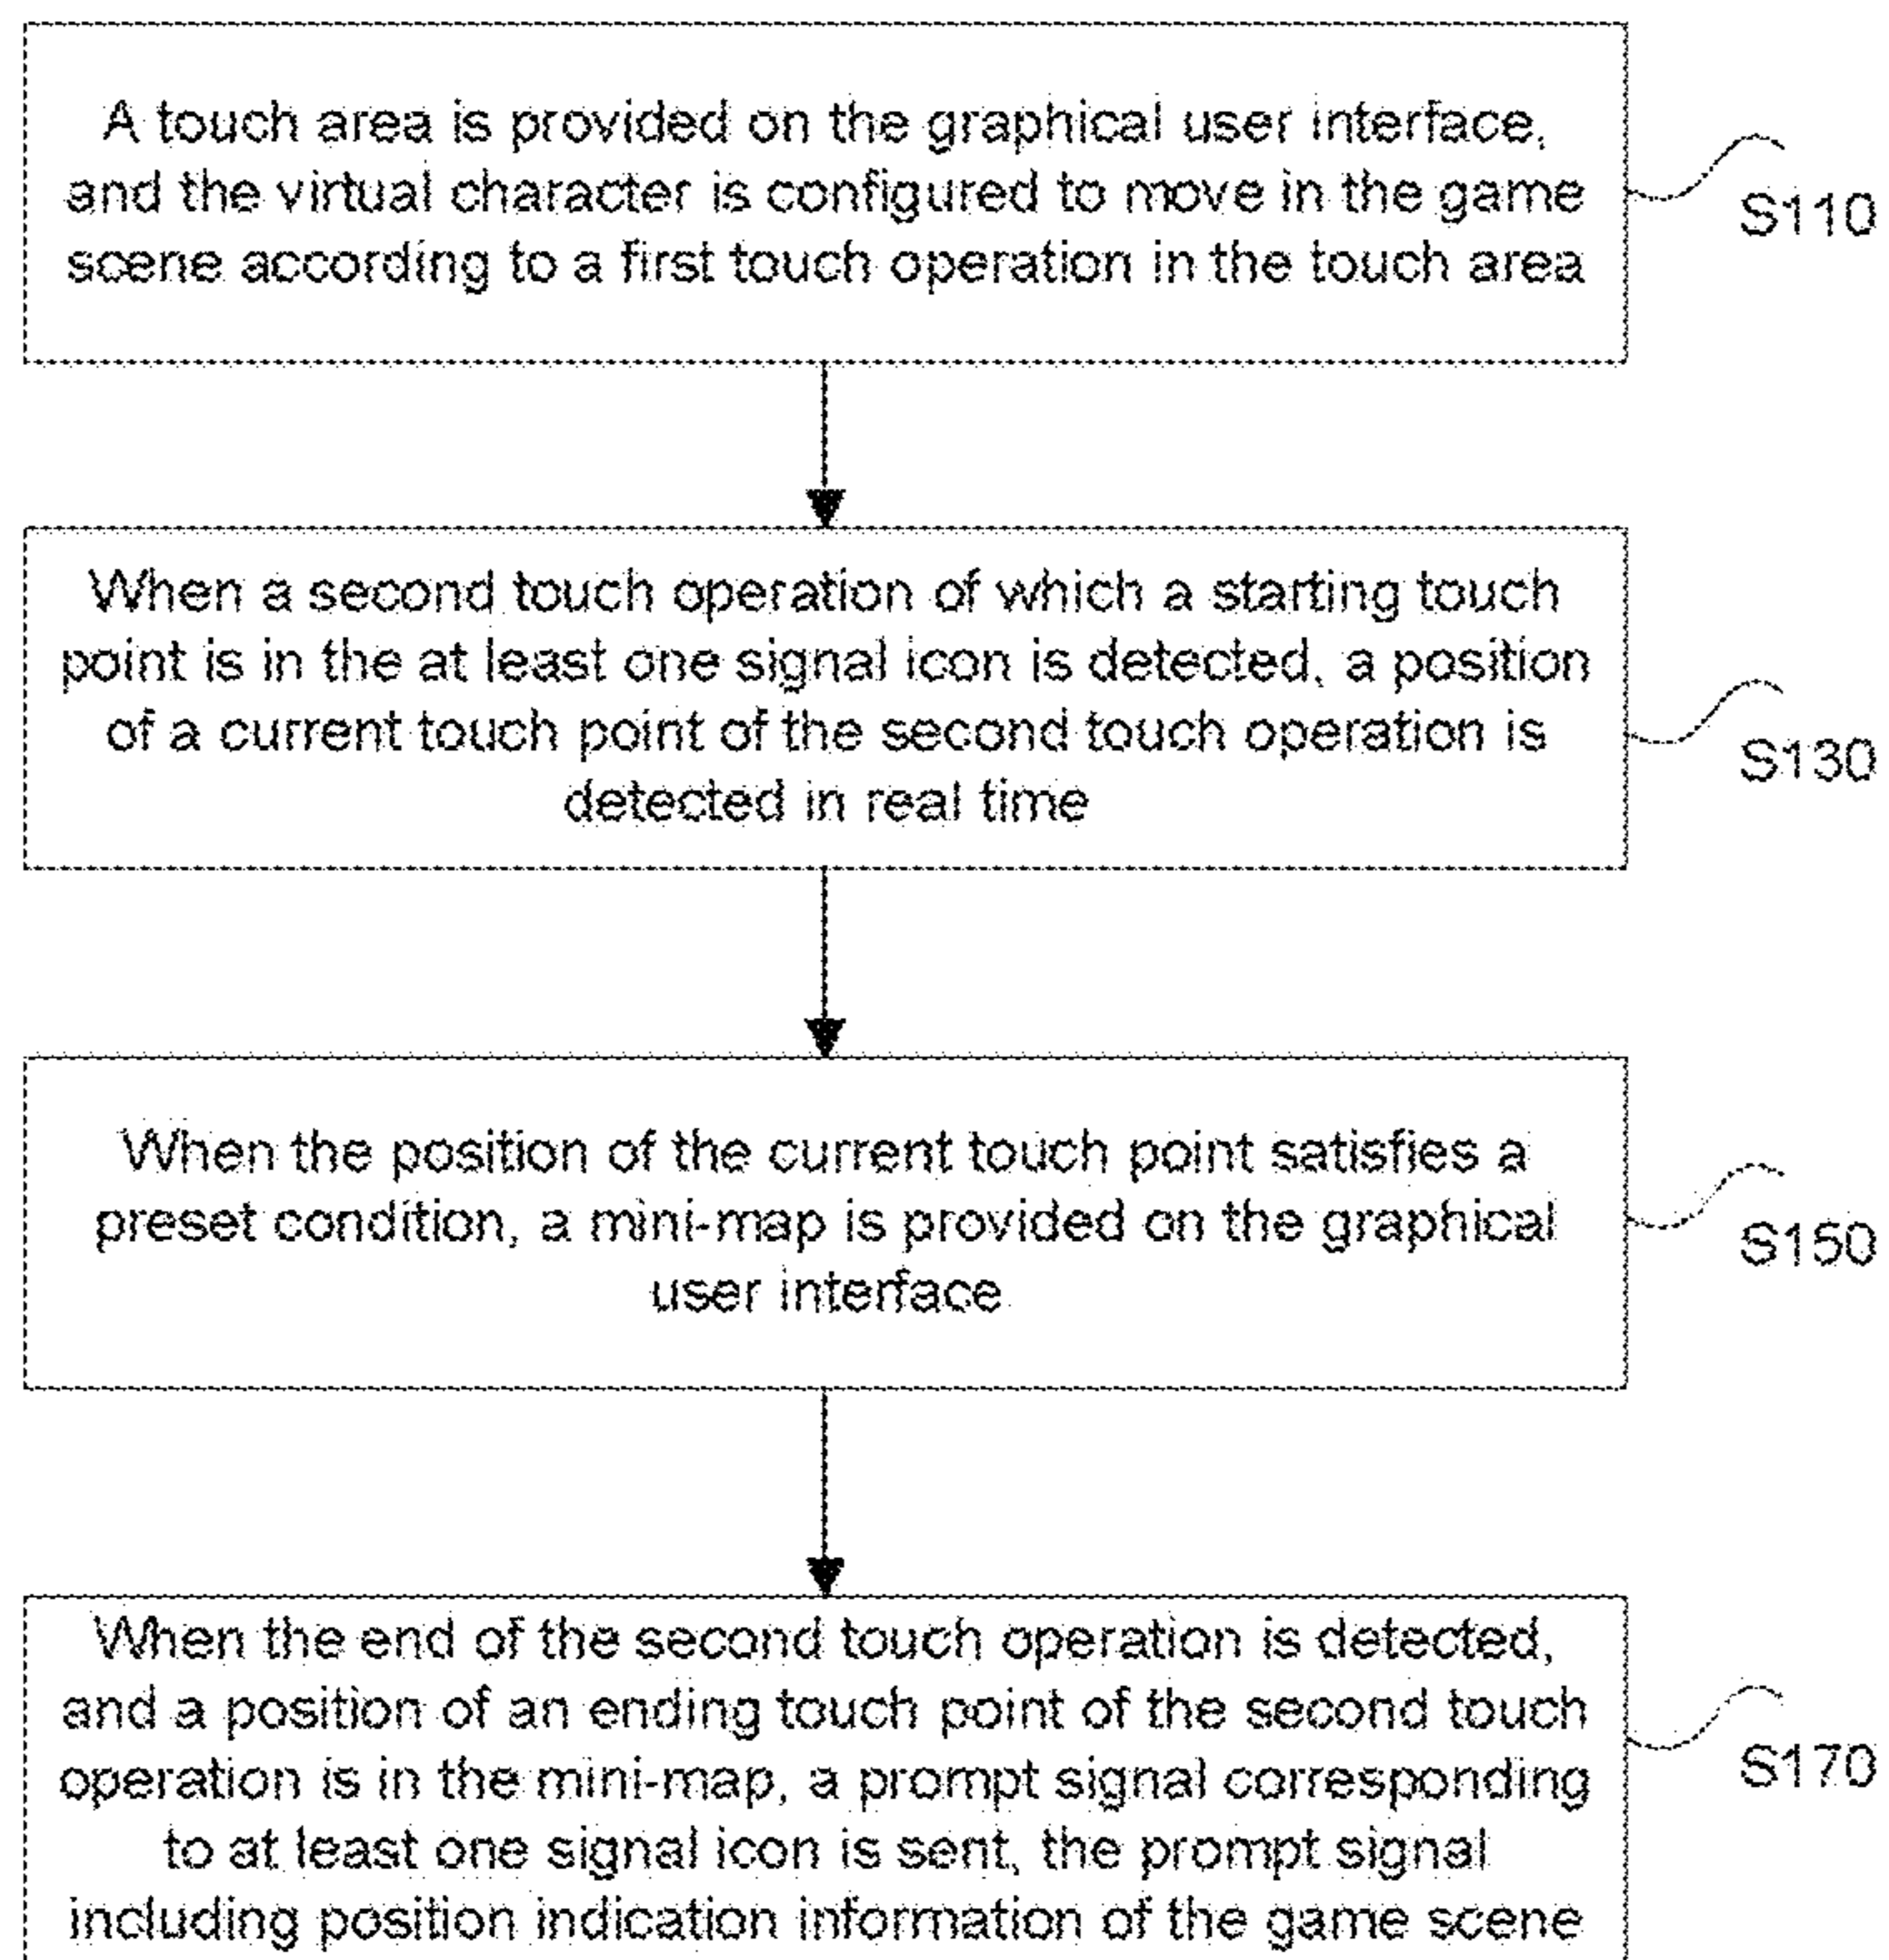 A touch area is provided on the graphical user interface,
and the virtual character is configured to move in the game
scene according to a first touch operation in the touch area
S110
When a second touch operation of which a starting touch
point is in the at least one signal icon is detected, a position
of a current touch point of the second touch operation is
detected in real time
S130
When the position of the current touch point satisfies a
preset condition, a mini-map is provided on the graphical
user interface
S150
When the end of the second touch operation is detected,
and a position of an ending touch point of the second touch
operation is in the mini-map, a prompt signal corresponding
to at least one signal icon is sent, the prompt signal
including position indication information of the game scene
S170